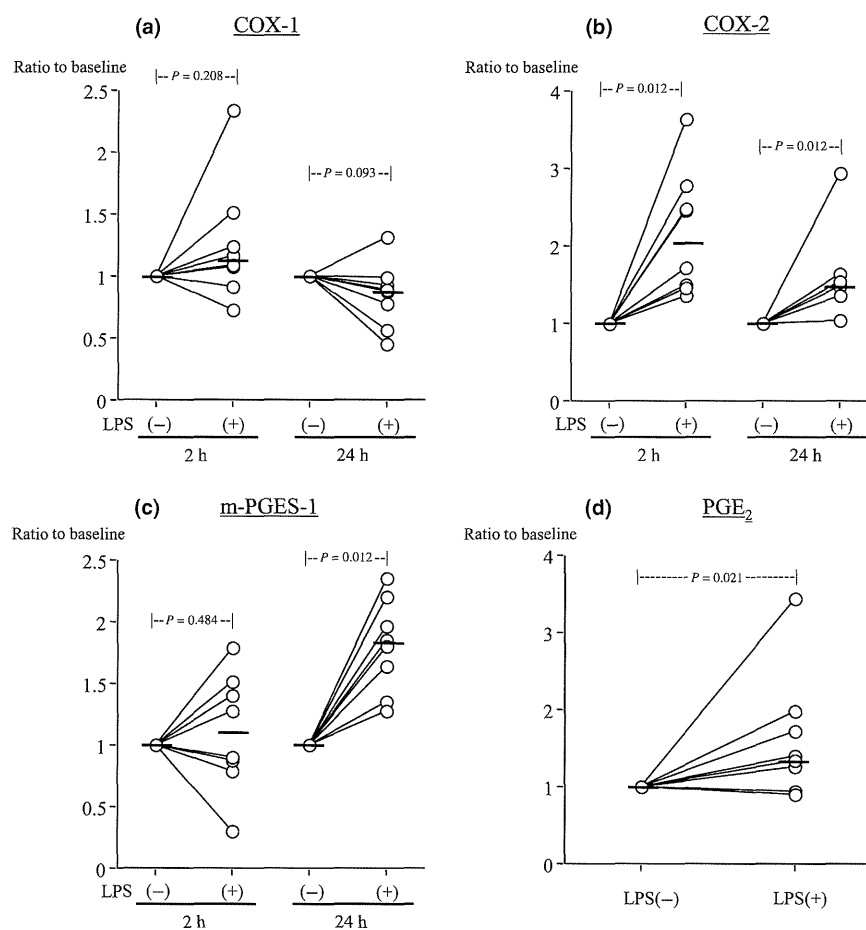 (a) COX-1
Ratio to baseline
|-- P = 0.208 --|
|-- P = 0.093 --|
2.5
2
1.5
1
0.5
0
LPS (–) (+) (–) (+)
2 h 24 h
(b) COX-2
Ratio to baseline
|-- P = 0.012 --|
|-- P = 0.012 --|
4
3
2
1
0
LPS (–) (+) (–) (+)
2 h 24 h
(c) m-PGES-1
Ratio to baseline
|-- P = 0.012 --|
|-- P = 0.484 --|
2.5
2
1.5
1
0.5
0
LPS (–) (+) (–) (+)
2 h 24 h
(d) PGE₂
Ratio to baseline
|----------- P = 0.021 -----------|
4
3
2
1
0
LPS(–) LPS(+)